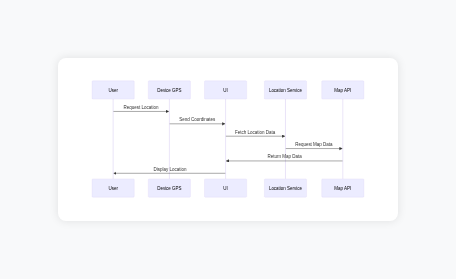 User Device GPS UI Location Service Map API
Request Location
Send Coordinates
Fetch Location Data
Request Map Data
Return Map Data
Display Location
User Device GPS UI Location Service Map API